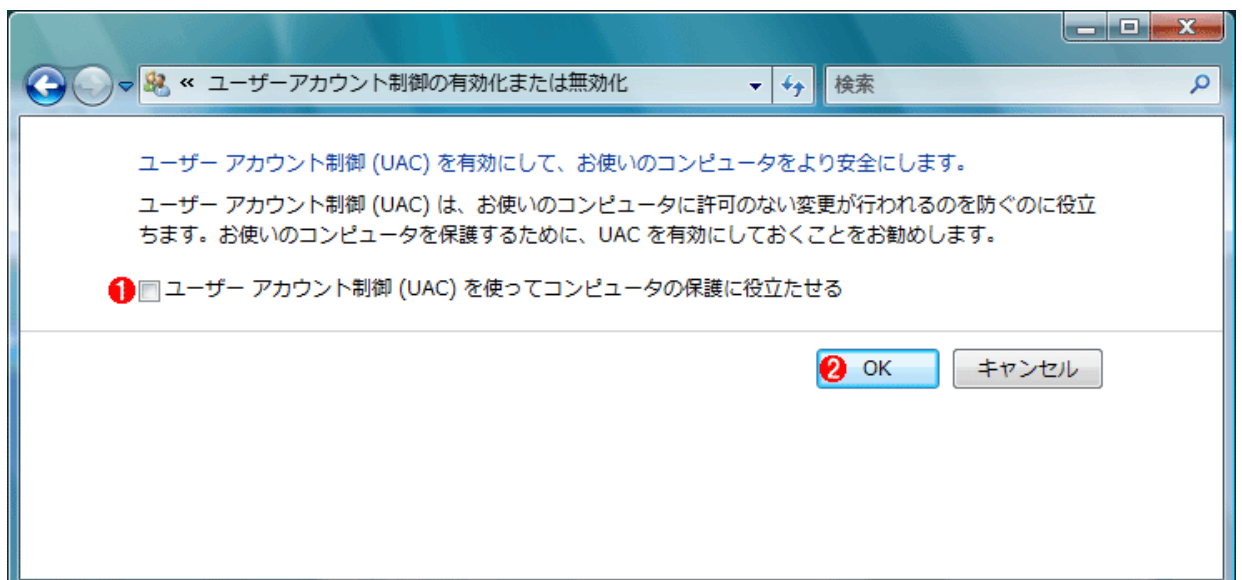 « ユーザーアカウント制御の有効化または無効化
検索
ユーザー アカウント制御 (UAC) を有効にして、お使いのコンピュータをより安全にします。
ユーザー アカウント制御 (UAC) は、お使いのコンピュータに許可のない変更が行われるのを防ぐのに役立
ちます。お使いのコンピュータを保護するために、UAC を有効にしておくことをお勧めします。
1 ユーザー アカウント制御 (UAC) を使ってコンピュータの保護に役立たせる
2 OK キャンセル